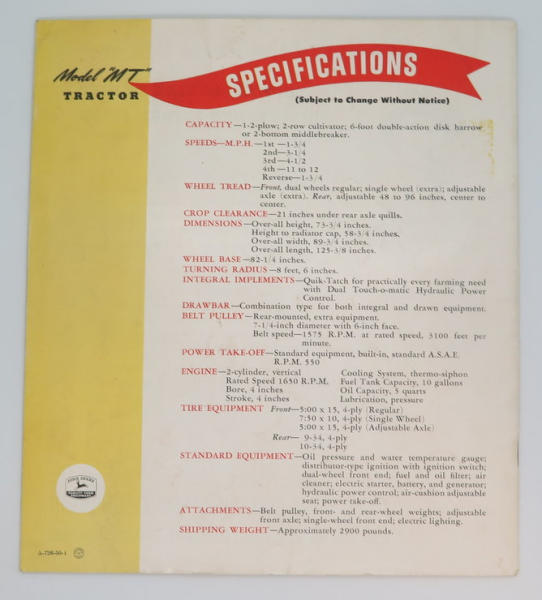 Model "MT"
TRACTOR
SPECIFICATIONS
(Subject to Change Without Notice)
CAPACITY—1-2-plow; 2-row cultivator; 6-foot double-action disk harrow
or 2-bottom middlebreaker.
SPEEDS—M.P.H.—1st —1-3/4
2nd—3-1/4
3rd—4-1/2
4th —11 to 12
Reverse—1-3/4
WHEEL TREAD—Front, dual wheels regular; single wheel (extra); adjustable
axle (extra). Rear, adjustable 48 to 96 inches, center to
center.
CROP CLEARANCE—21 inches under rear axle quills.
DIMENSIONS—Over-all height, 73-3/4 inches.
Height to radiator cap, 58-3/4 inches.
Over-all width, 89-3/4 inches.
Over-all length, 125-3/8 inches.
WHEEL BASE—82-1/4 inches.
TURNING RADIUS—8 feet, 6 inches.
INTEGRAL IMPLEMENTS—Quik-Tatch for practically every farming need
with Dual Touch-o-matic Hydraulic Power
Control.
DRAWBAR—Combination type for both integral and drawn equipment.
BELT PULLEY—Rear-mounted, extra equipment.
7-1/4-inch diameter with 6-inch face.
Belt speed—1575 R.P.M. at rated speed, 3100 feet per
minute.
POWER TAKE-OFF—Standard equipment, built-in, standard A.S.A.E.
R.P.M. 550
ENGINE—2-cylinder, vertical Cooling System, thermo-siphon
Rated Speed 1650 R.P.M. Fuel Tank Capacity, 10 gallons
Bore, 4 inches Oil Capacity, 5 quarts
Stroke, 4 inches Lubrication, pressure
TIRE EQUIPMENT Front—5:00 x 15, 4-ply (Regular)
7:50 x 10, 4-ply (Single Wheel)
5:00 x 15, 4-ply (Adjustable Axle)
Rear— 9-34, 4-ply
10-34, 4-ply
STANDARD EQUIPMENT—Oil pressure and water temperature gauge;
distributor-type ignition with ignition switch;
dual-wheel front end; fuel and oil filter; air
cleaner; electric starter, battery, and generator;
hydraulic power control; air-cushion adjustable
seat; power take-off.
ATTACHMENTS—Belt pulley, front- and rear-wheel weights; adjustable
front axle; single-wheel front end; electric lighting.
SHIPPING WEIGHT—Approximately 2900 pounds.
JOHN DEERE